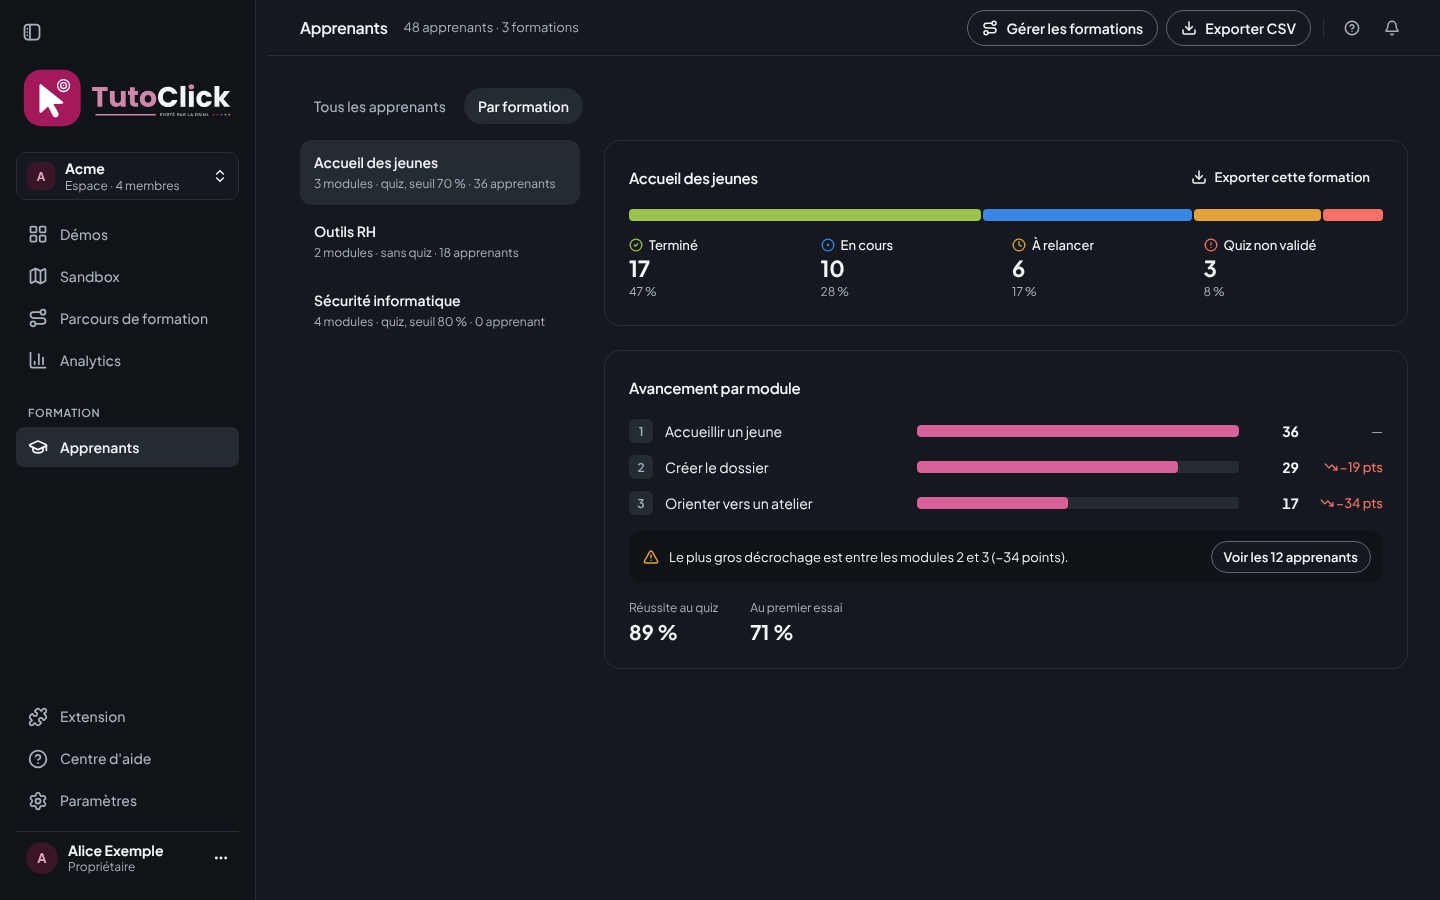 Apprenants
48 apprenants · 3 formations
Gérer les formations
Exporter CSV
TutoClick
PORTÉ PAR LA DSIML
A
Acme
Espace · 4 membres
Démos
Sandbox
Parcours de formation
Analytics
FORMATION
Apprenants
Extension
Centre d'aide
Paramètres
A
Alice Exemple
Propriétaire
Tous les apprenants
Par formation
Accueil des jeunes
3 modules · quiz, seuil 70 % · 36 apprenants
Outils RH
2 modules · sans quiz · 18 apprenants
Sécurité informatique
4 modules · quiz, seuil 80 % · 0 apprenant
Accueil des jeunes
Exporter cette formation
Terminé
17
47 %
En cours
10
28 %
À relancer
6
17 %
Quiz non validé
3
8 %
Avancement par module
1 Accueillir un jeune 36 —
2 Créer le dossier 29 −19 pts
3 Orienter vers un atelier 17 −34 pts
Le plus gros décrochage est entre les modules 2 et 3 (−34 points).
Voir les 12 apprenants
Réussite au quiz
89 %
Au premier essai
71 %